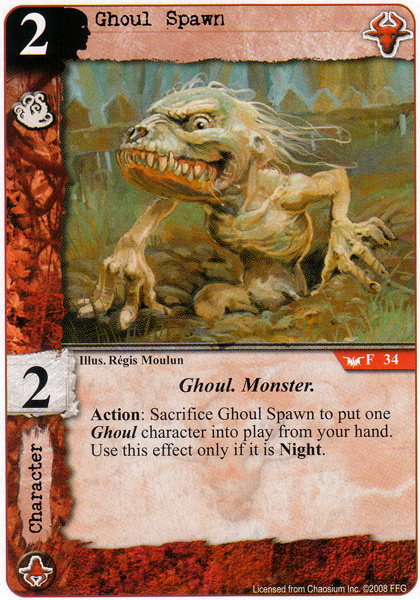 2
Ghoul Spawn
Illus. Régis Moulun
F 34
2
Ghoul. Monster.
Action: Sacrifice Ghoul Spawn to put one
Ghoul character into play from your hand.
Use this effect only if it is Night.
Character
Licensed from Chaosium Inc. ©2008 FFG